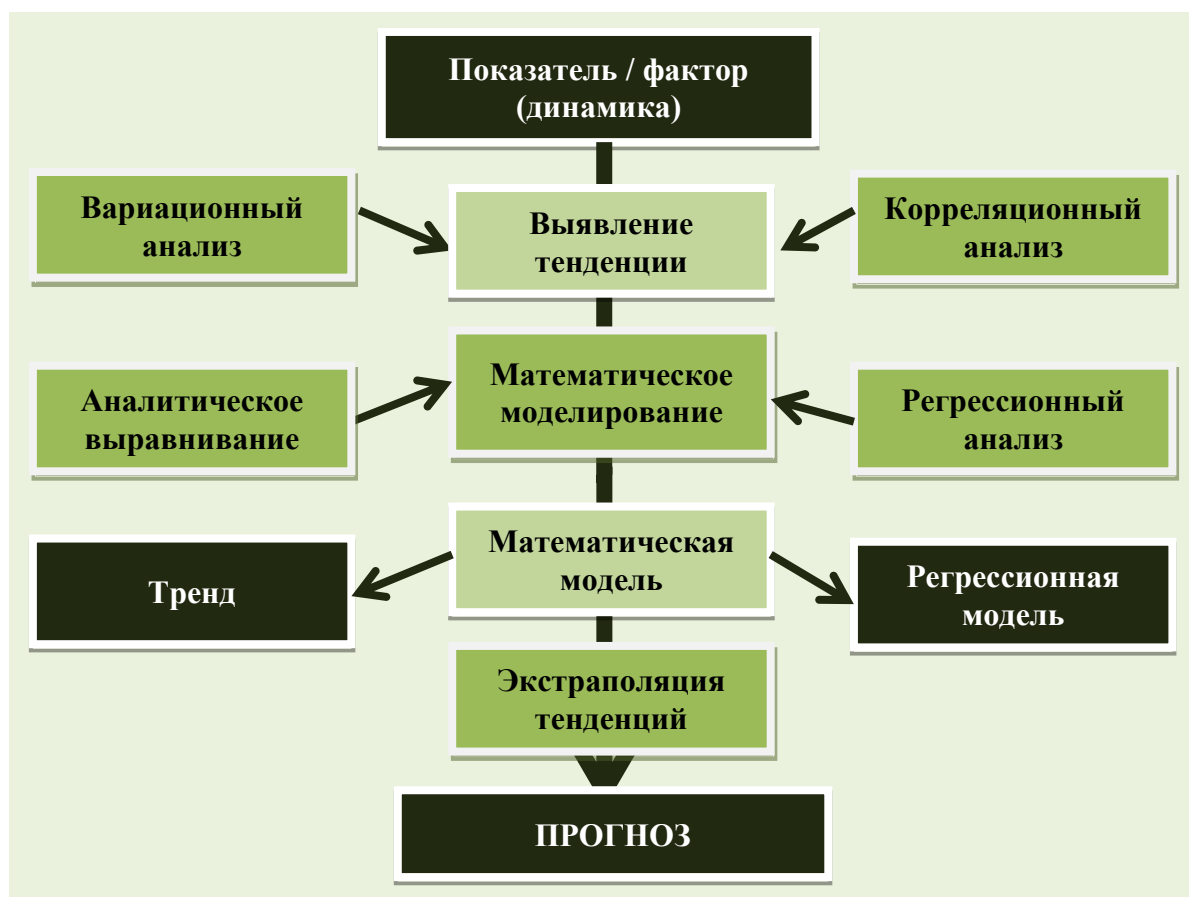 Показатель / фактор
(динамика)
Вариационный
анализ
Выявление
тенденции
Корреляционный
анализ
Аналитическое
выравнивание
Математическое
моделирование
Регрессионный
анализ
Тренд
Математическая
модель
Регрессионная
модель
Экстраполяция
тенденций
ПРОГНОЗ